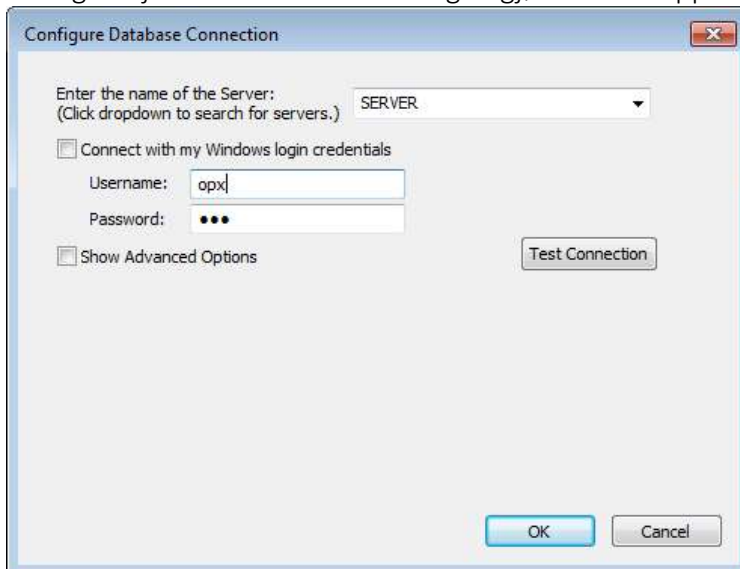 Configure Database Connection
Enter the name of the Server:
(Click dropdown to search for servers.)
SERVER
Connect with my Windows login credentials
Username: opx
Password: •••
Show Advanced Options
Test Connection
OK Cancel